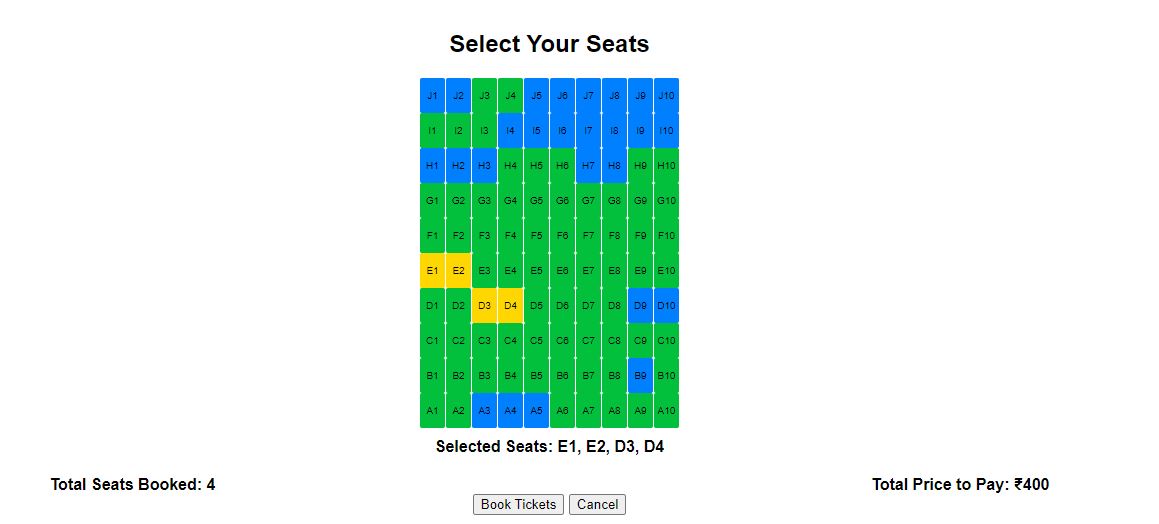 Select Your Seats
J1 J2 J3 J4 J5 J6 J7 J8 J9 J10
I1 I2 I3 I4 I5 I6 I7 I8 I9 I10
H1 H2 H3 H4 H5 H6 H7 H8 H9 H10
G1 G2 G3 G4 G5 G6 G7 G8 G9 G10
F1 F2 F3 F4 F5 F6 F7 F8 F9 F10
E1 E2 E3 E4 E5 E6 E7 E8 E9 E10
D1 D2 D3 D4 D5 D6 D7 D8 D9 D10
C1 C2 C3 C4 C5 C6 C7 C8 C9 C10
B1 B2 B3 B4 B5 B6 B7 B8 B9 B10
A1 A2 A3 A4 A5 A6 A7 A8 A9 A10
Selected Seats: E1, E2, D3, D4
Total Seats Booked: 4 Total Price to Pay: ₹400
Book Tickets Cancel